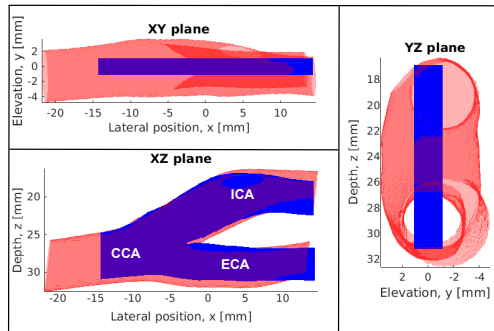 XY plane
Elevation, y [mm]
2
0
-2
-4
-20 -15 -10 -5 0 5 10
Lateral position, x [mm]
XZ plane
Depth, z [mm]
20
25
30
ICA
CCA
ECA
-20 -15 -10 -5 0 5 10
Lateral position, x [mm]
YZ plane
Depth, z [mm]
18
20
22
24
26
28
30
32
2 0 -2 -4
Elevation, y [mm]